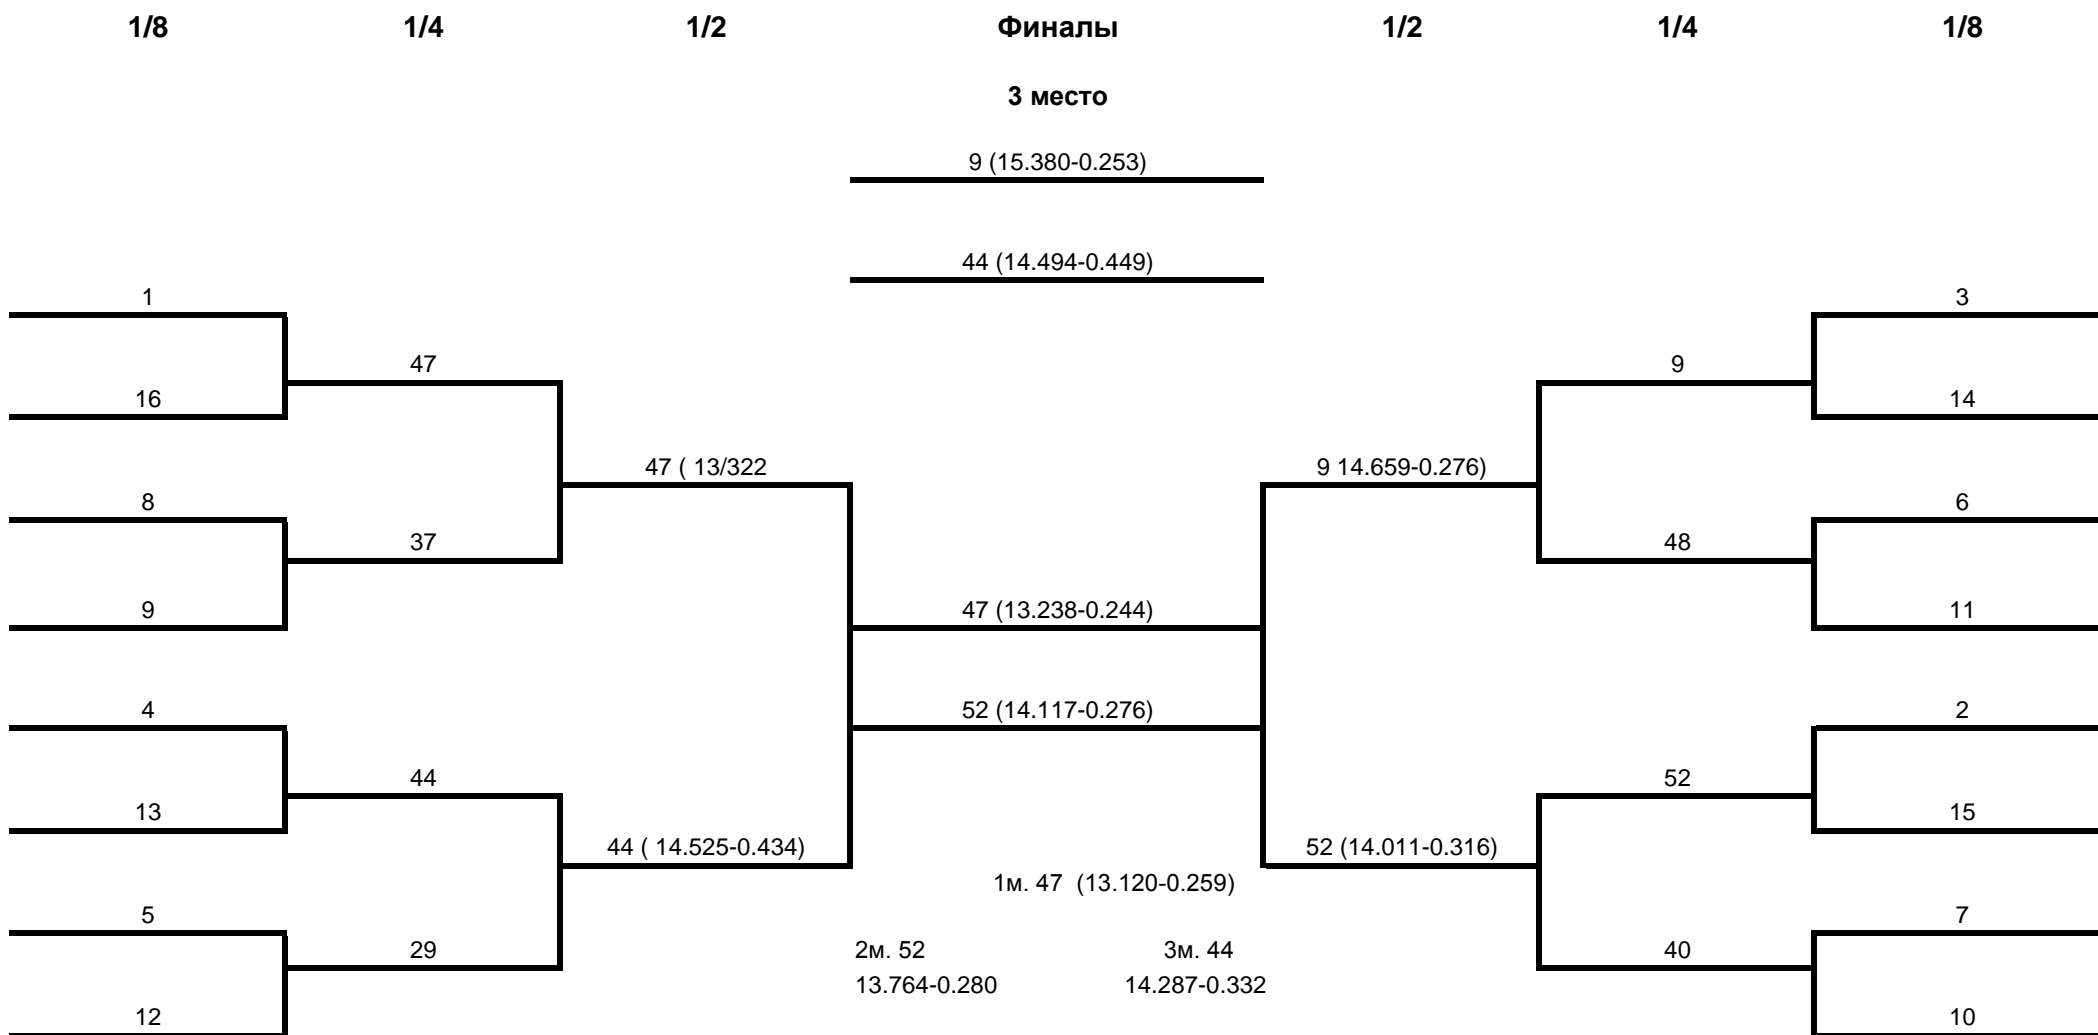 1/8 1/4 1/2 Финалы 1/2 1/4 1/8
3 место
9 (15.380-0.253)
44 (14.494-0.449)
1 3
47 9
16 14
47 ( 13/322 9 14.659-0.276)
8 6
37 48
9 47 (13.238-0.244) 11
4 52 (14.117-0.276) 2
44 52
13 15
44 ( 14.525-0.434) 52 (14.011-0.316)
1м. 47 (13.120-0.259)
5 7
29 2м. 52 3м. 44 40
13.764-0.280 14.287-0.332
12 10